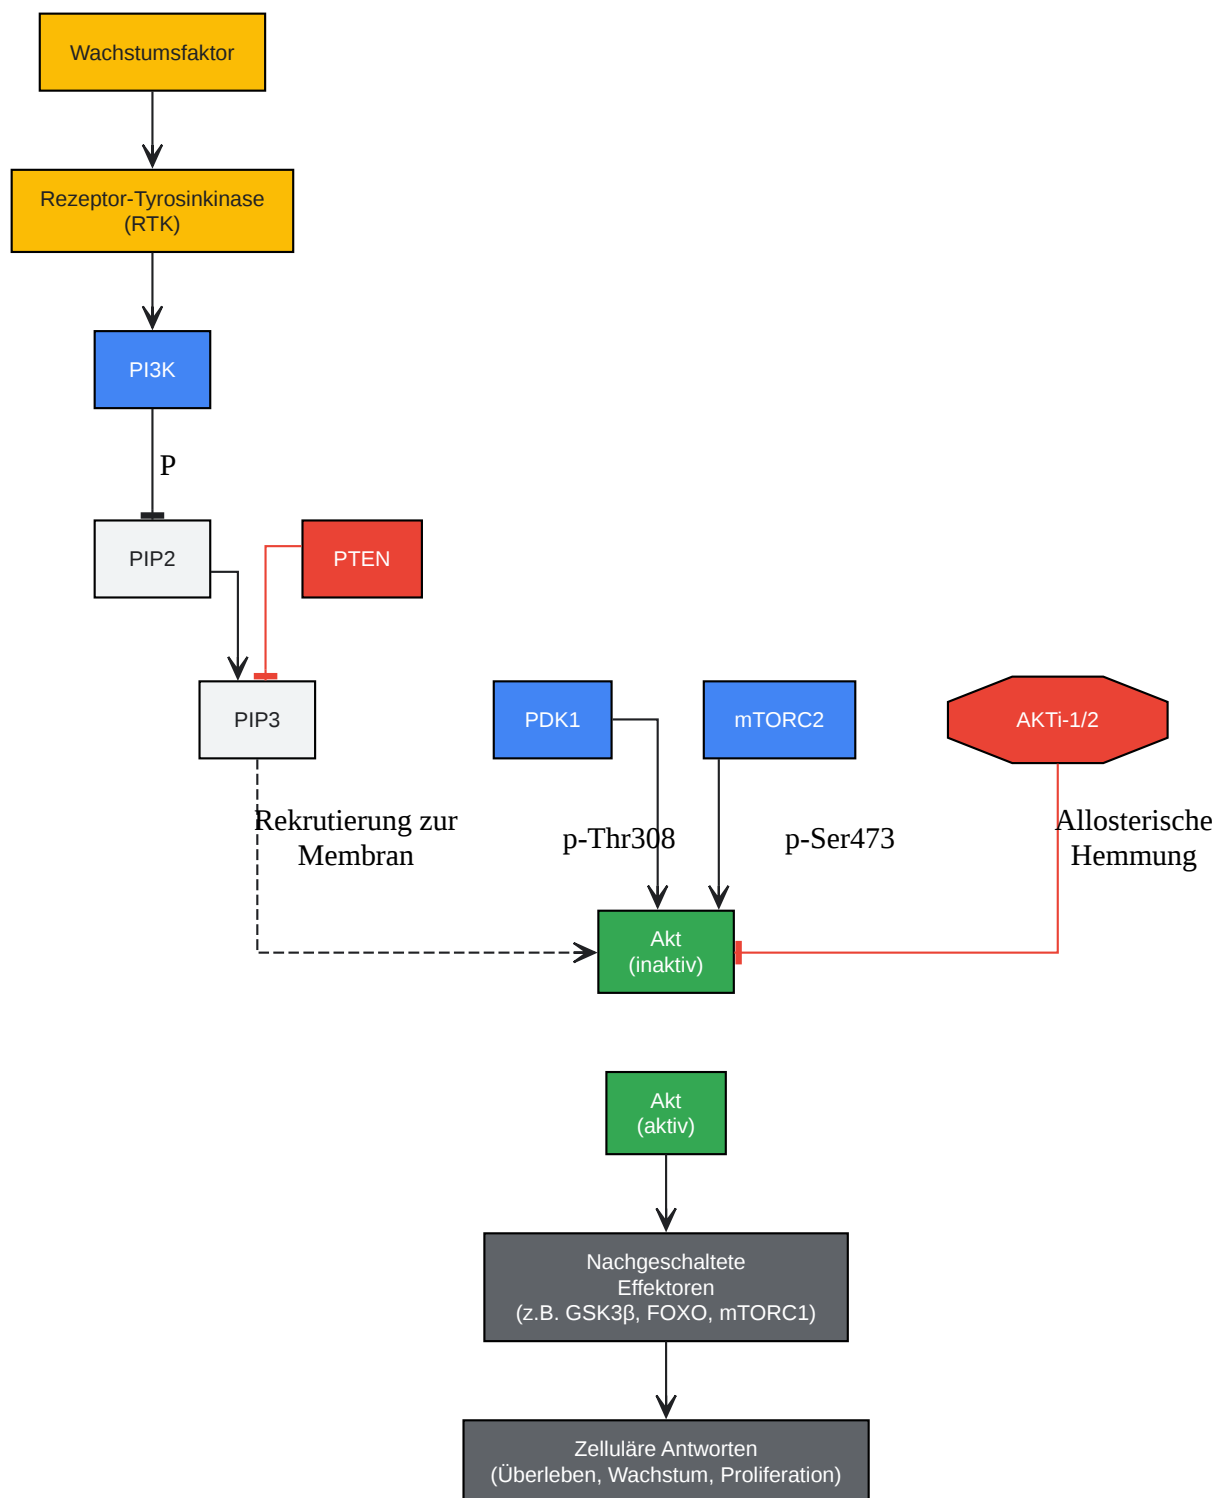 Wachstumsfaktor
Rezeptor-Tyrosinkinase
(RTK)
PI3K
P
PIP2
PTEN
PIP3
PDK1
mTORC2
AKTi-1/2
Rekrutierung zur
Membran
p-Thr308
p-Ser473
Allosterische
Hemmung
Akt
(inaktiv)
Akt
(aktiv)
Nachgeschaltete
Effektoren
(z.B. GSK3β, FOXO, mTORC1)
Zelluläre Antworten
(Überleben, Wachstum, Proliferation)